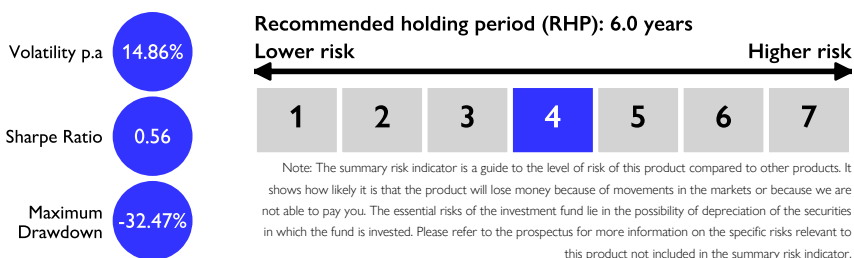 Volatility p.a
14.86%
Sharpe Ratio
0.56
Maximum
Drawdown
-32.47%
Recommended holding period (RHP): 6.0 years
Lower risk
Higher risk
1
2
3
4
5
6
7
Note: The summary risk indicator is a guide to the level of risk of this product compared to other products. It
shows how likely it is that the product will lose money because of movements in the markets or because we are
not able to pay you. The essential risks of the investment fund lie in the possibility of depreciation of the securities
in which the fund is invested. Please refer to the prospectus for more information on the specific risks relevant to
this product not included in the summary risk indicator.